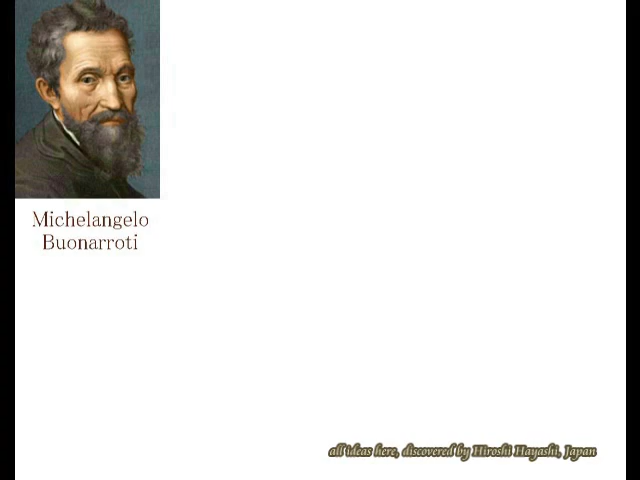 Michelangelo
Buonarroti
all ideas here, discovered by Hiroshi Hayashi, Japan